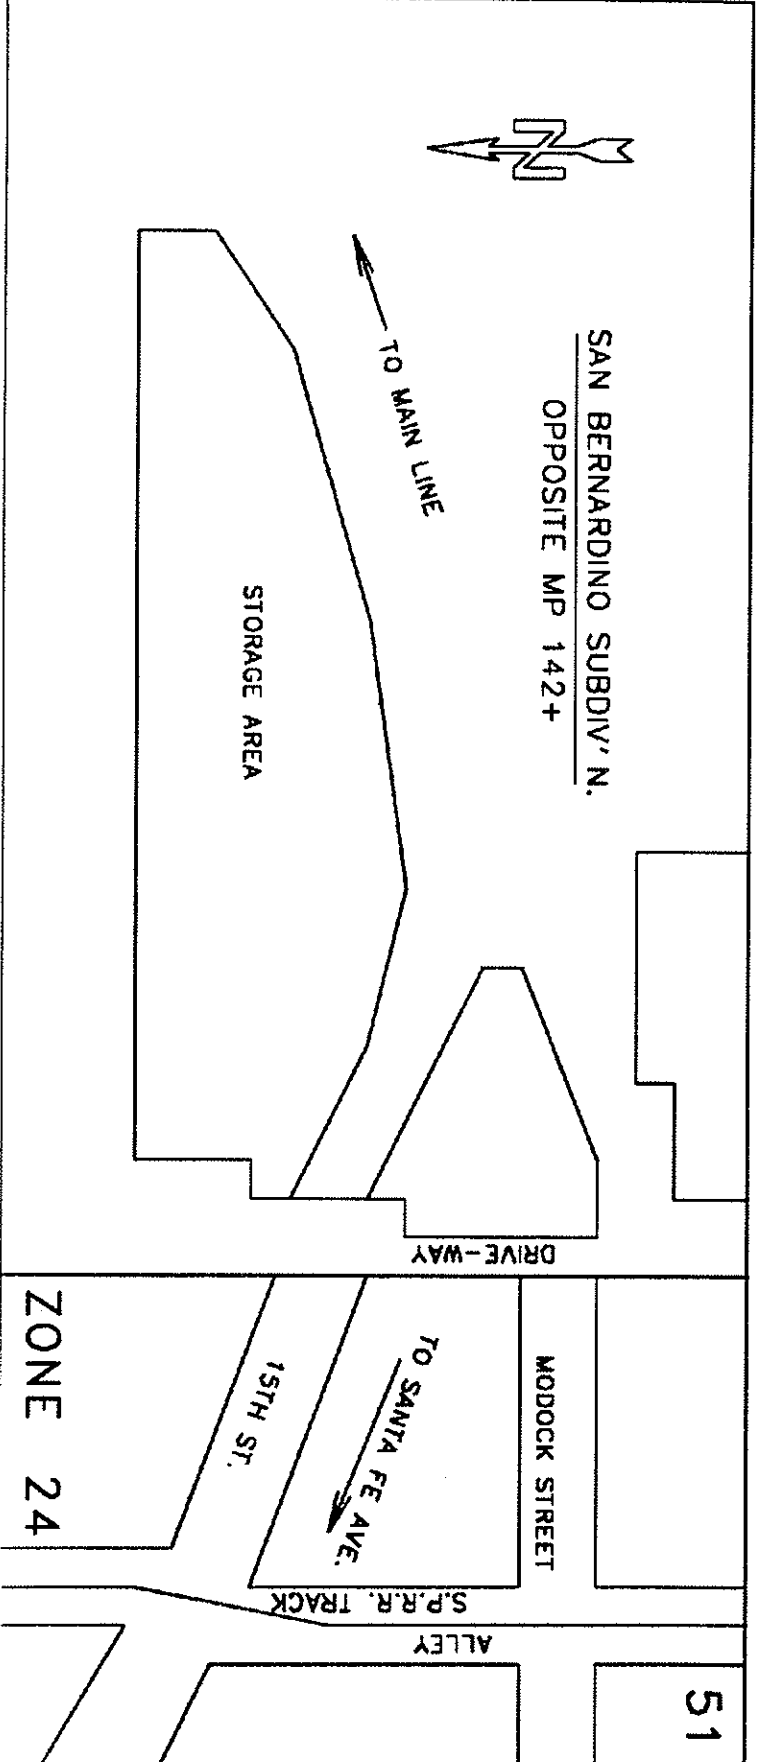 51
SAN BERNARDINO SUBDIV'N.
OPPOSITE MP 142+
N
TO MAIN LINE
STORAGE AREA
DRIVE-WAY
MODOCK STREET
TO SANTA FE AVE.
15TH ST.
S.P.R.R. TRACK
ALLEY
ZONE 24